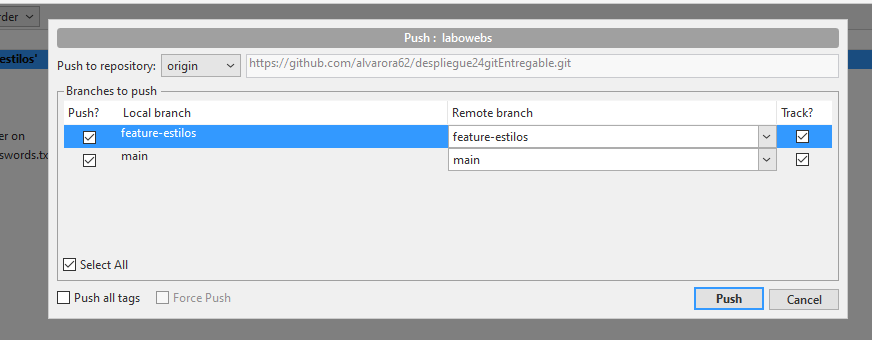 rder
estilos'
er on
swords.tx
Push : labowebs
Push to repository: origin https://github.com/alvarora62/despliegue24gitEntregable.git
Branches to push
Push? Local branch Remote branch Track?
feature-estilos feature-estilos
main main
Select All
Push all tags Force Push Push Cancel